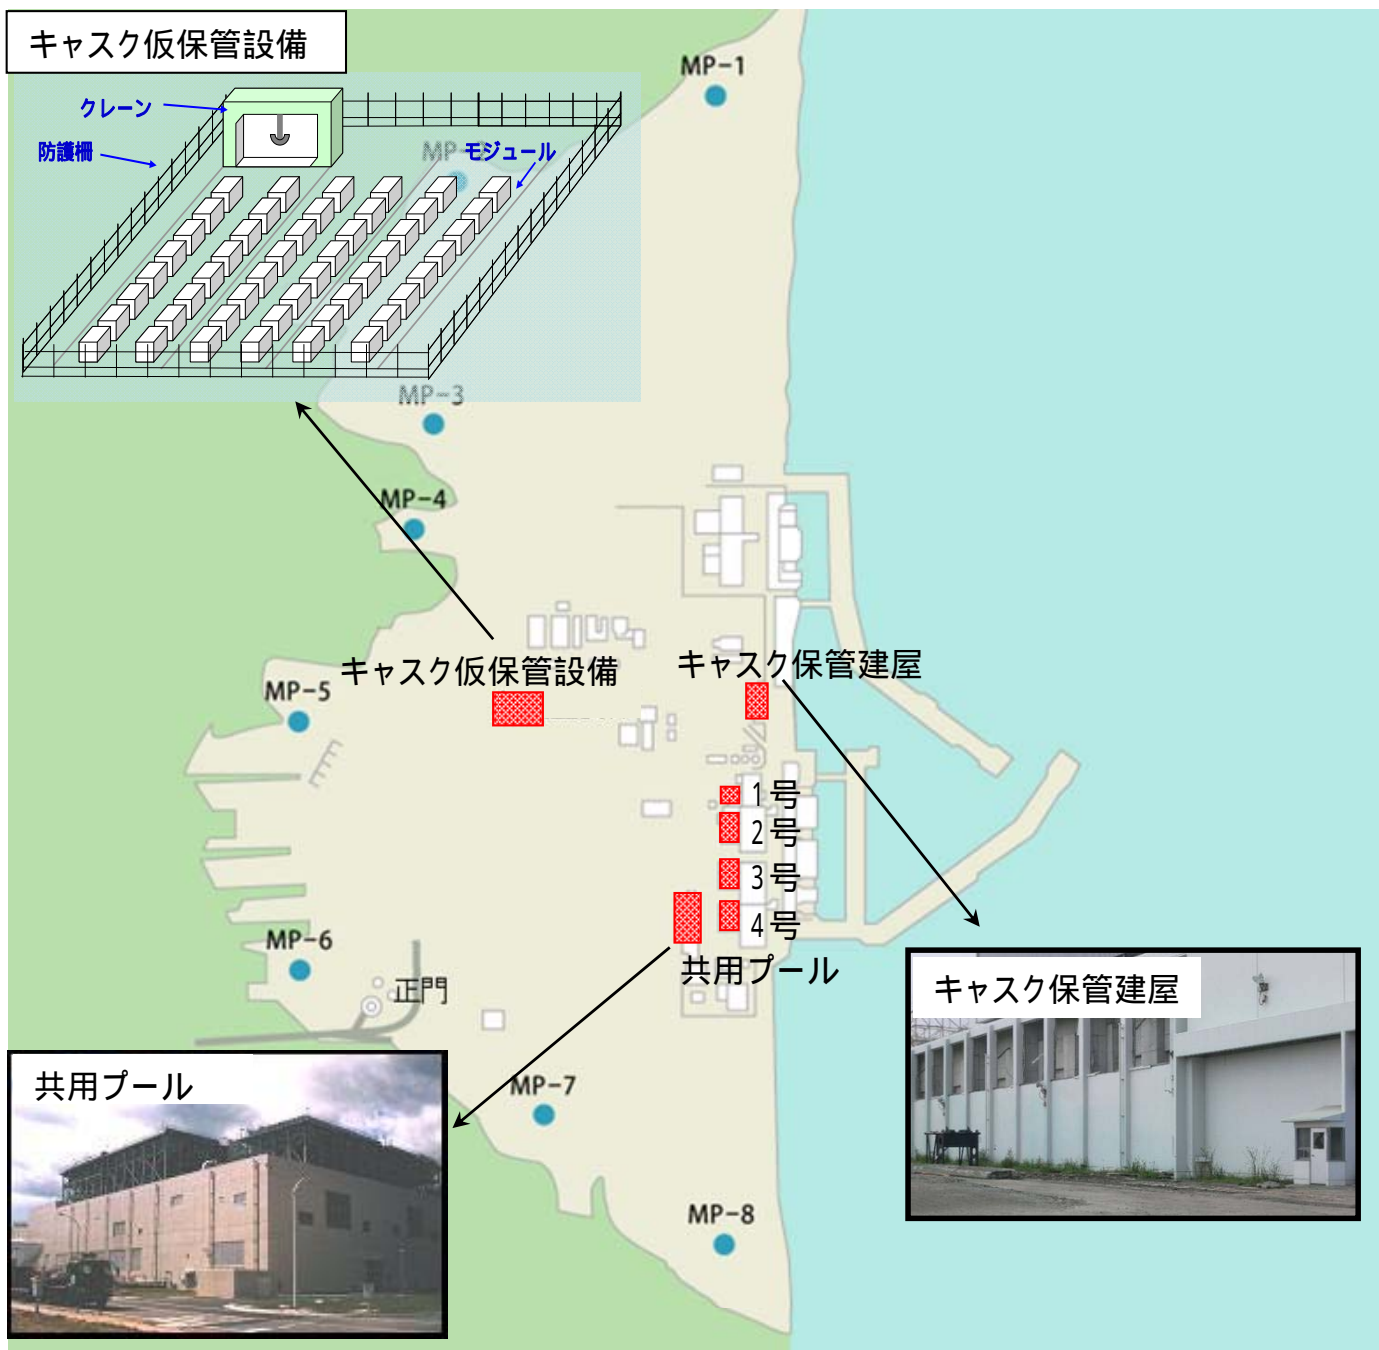 キャスク仮保管設備
MP-1
クレーン
防護柵
MP-2
モジュール
MP-3
MP-4
キャスク仮保管設備
キャスク保管建屋
MP-5
1号
2号
3号
4号
MP-6
共用プール
正門
キャスク保管建屋
共用プール
MP-7
MP-8